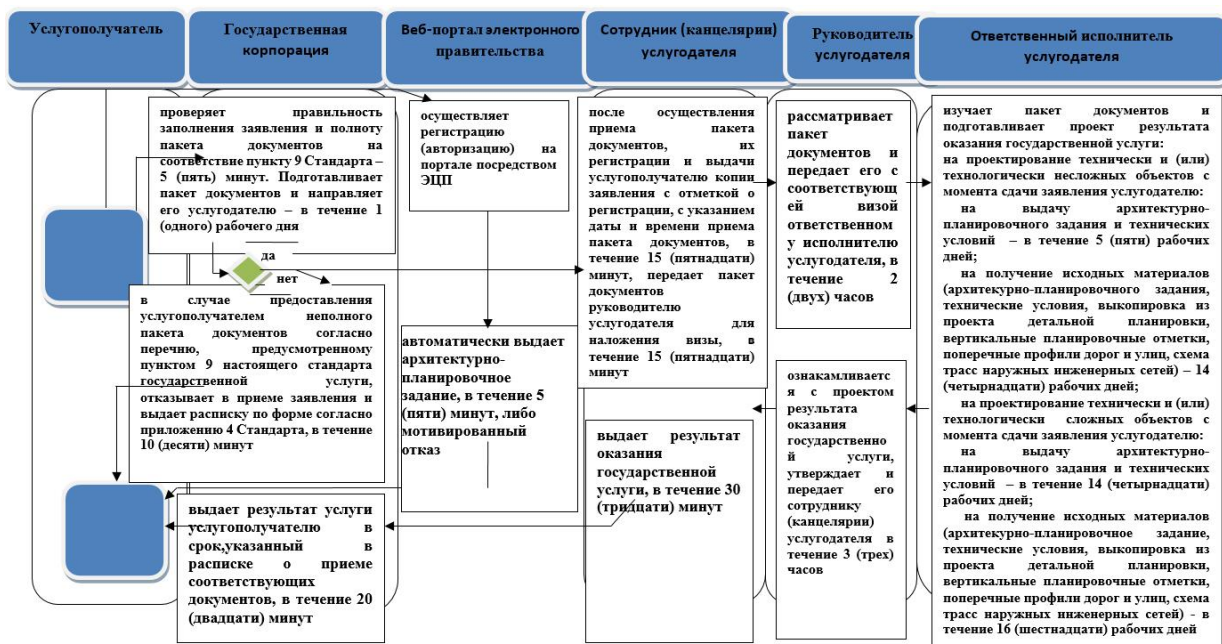 Услугополучатель
Государственная
корпорация
Веб-портал электронного
правительства
Сотрудник (канцелярии)
услугодателя
Руководитель
услугодателя
Ответственный исполнитель
услугодателя
проверяет правильность
заполнения заявления и полноту
пакета документов на
соответствие пункту 9 Стандарта –
5 (пять) минут. Подготавливает
пакет документов и направляет
его услугодателю – в течение 1
(одного) рабочего дня
да
нет
в случае предоставления
услугополучателем неполного
пакета документов согласно
перечню, предусмотренному
пунктом 9 настоящего стандарта
государственной услуги,
отказывает в приеме заявления и
выдает расписку по форме согласно
приложению 4 Стандарта, в течение
10 (десяти) минут
выдает результат услуги
услугополучателю в
срок,указанный в
расписке о приеме
соответствующих
документов, в течение 20
(двадцати) минут
осуществляет
регистрацию
(авторизацию) на
портале посредством
ЭЦП
автоматически выдает
архитектурно-
планировочное
задание, в течение 5
(пяти) минут, либо
мотивированный
отказ
после осуществления
приема пакета
документов, их
регистрации и выдачи
услугополучателю копии
заявления с отметкой о
регистрации, с указанием
даты и времени приема
пакета документов, в
течение 15 (пятнадцати)
минут, передает пакет
документов
руководителю
услугодателя для
наложения визы, в
течение 15 (пятнадцати)
минут
выдает результат
оказания
государственной
услуги, в течение 30
(тридцати) минут
рассматривает
пакет
документов и
передает его с
соответствующ
ей визой
ответственном
у исполнителю
услугодателя, в
течение 2
(двух) часов
ознакамливаетс
я с проектом
результата
оказания
государственно
й услуги,
утверждает и
передает его
сотруднику
(канцелярии)
услугодателя в
течение 3 (трех)
часов
изучает пакет документов и
подготавливает проект результата
оказания государственной услуги:
на проектирование технически и (или)
технологически несложных объектов с
момента сдачи заявления услугодателю:
на выдачу архитектурно-
планировочного задания и технических
условий – в течение 5 (пяти) рабочих
дней;
на получение исходных материалов
(архитекурно-планировочного задания,
технические условия, выкопировка из
проекта детальной планировки,
вертикальные планировочные отметки,
поперечные профили дорог и улиц, схема
трасс наружных инженерных сетей) – 14
(четырнадцати) рабочих дней;
на проектирование технически и (или)
технологически сложных объектов с
момента сдачи заявления услугодателю:
на выдачу архитектурно-
планировочного задания и технических
условий – в течение 14 (четырнадцати)
рабочих дней;
на получение исходных материалов
(архитекурно-планировочное задание,
технические условия, выкопировка из
проекта детальной планировки,
вертикальные планировочные отметки,
поперечные профили дорог и улиц, схема
трасс наружных инженерных сетей) - в
течение 16 (шестнадцати) рабочих дней